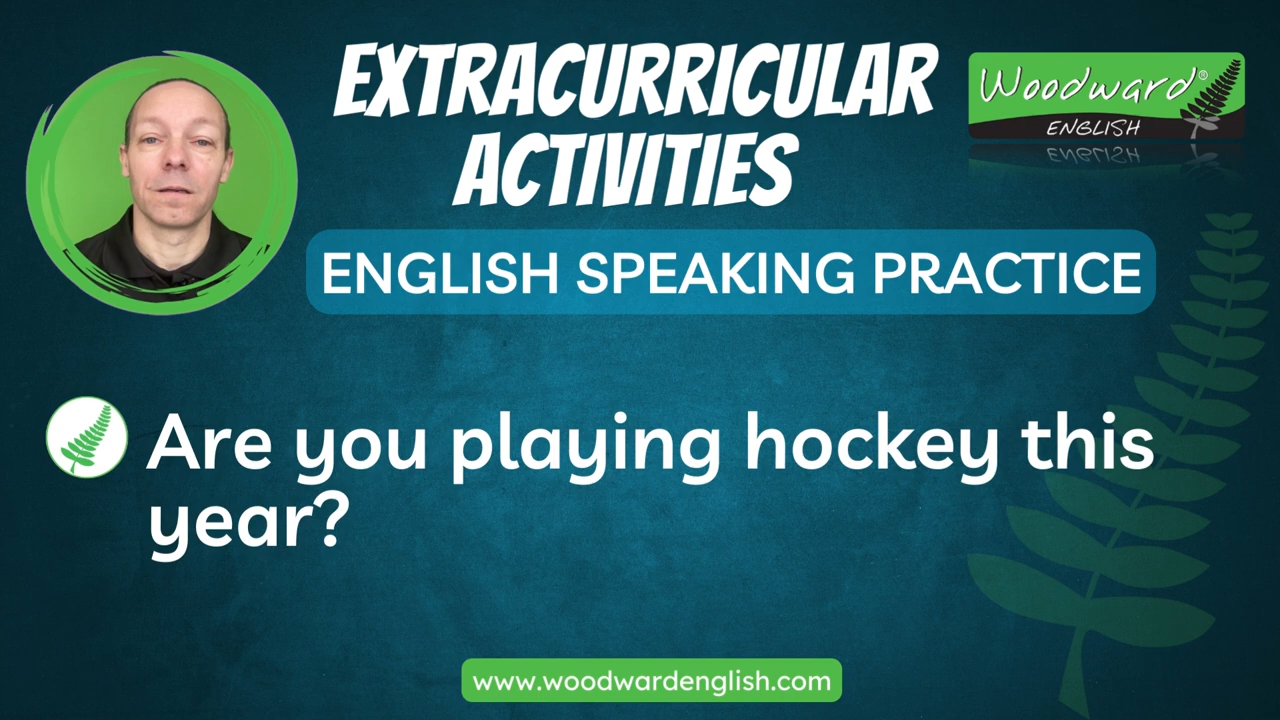 EXTRACURRICULAR
ACTIVITIES
Woodward®
ENGLISH
ENGLISH SPEAKING PRACTICE
Are you playing hockey this
year?
www.woodwardenglish.com